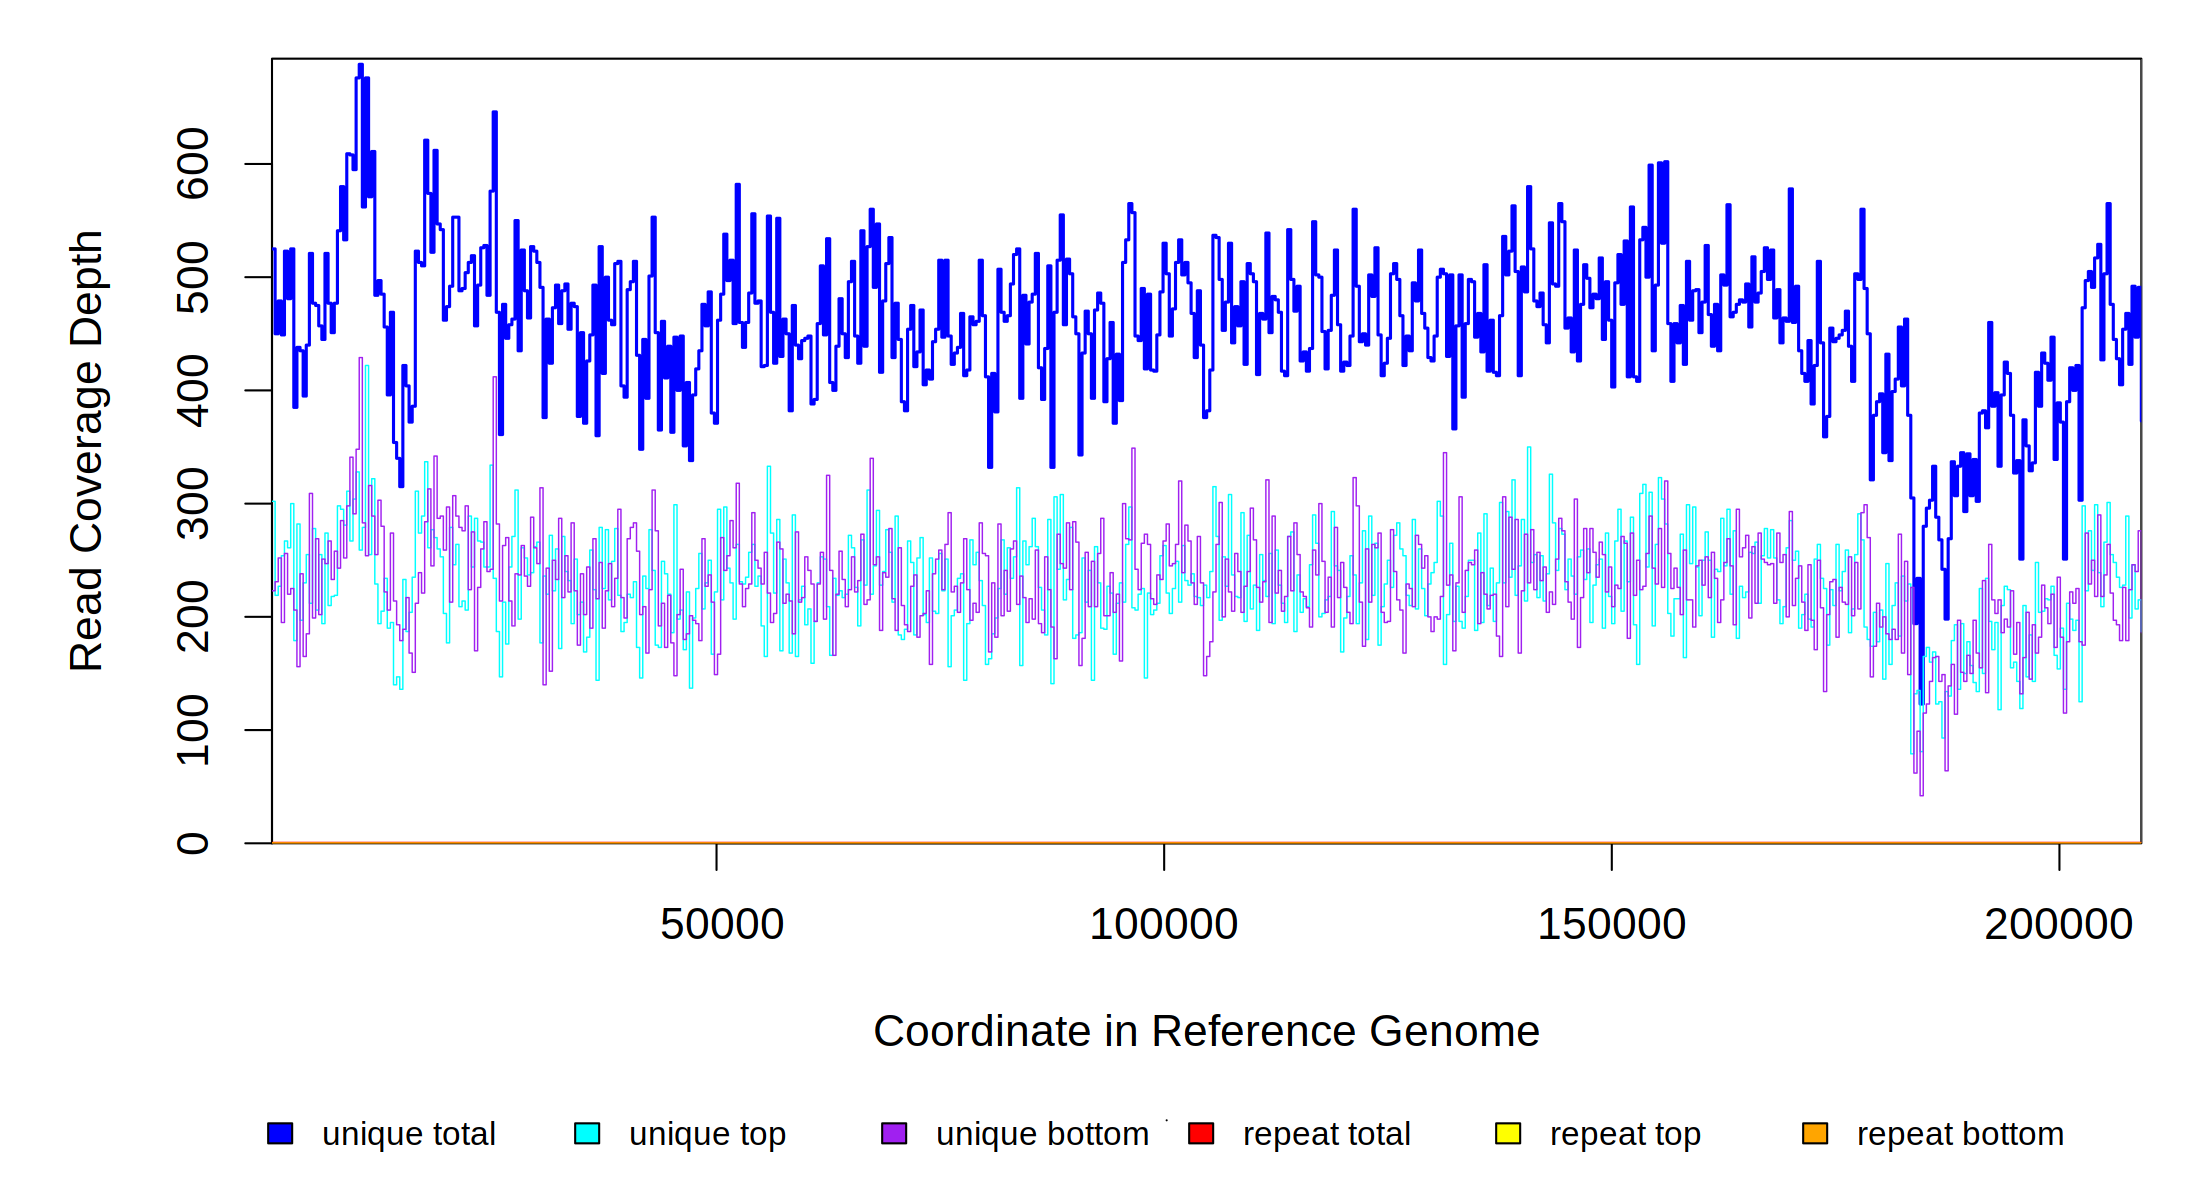 Read Coverage Depth
600
500
400
300
200
100
0
50000 100000 150000 200000
Coordinate in Reference Genome
unique total unique top unique bottom repeat total repeat top repeat bottom